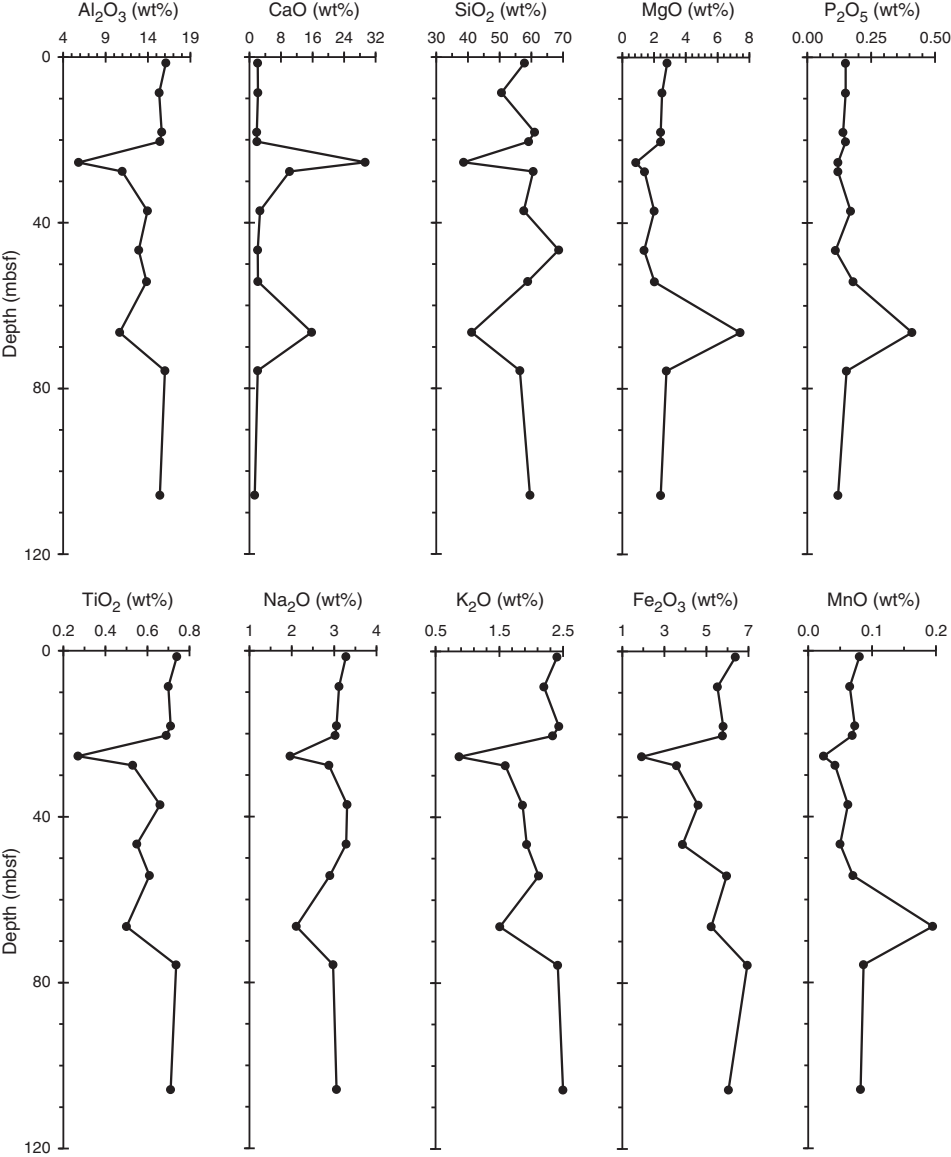 Al₂O₃ (wt%) CaO (wt%) SiO₂ (wt%) MgO (wt%) P₂O₅ (wt%)
4 9 14 19 0 8 16 24 32 30 40 50 60 70 0 2 4 6 8 0.00 0.25 0.50
0
40
Depth (mbsf)
80
120
TiO₂ (wt%) Na₂O (wt%) K₂O (wt%) Fe₂O₃ (wt%) MnO (wt%)
0.2 0.4 0.6 0.8 1 2 3 4 0.5 1.5 2.5 1 3 5 7 0.0 0.1 0.2
0
40
Depth (mbsf)
80
120